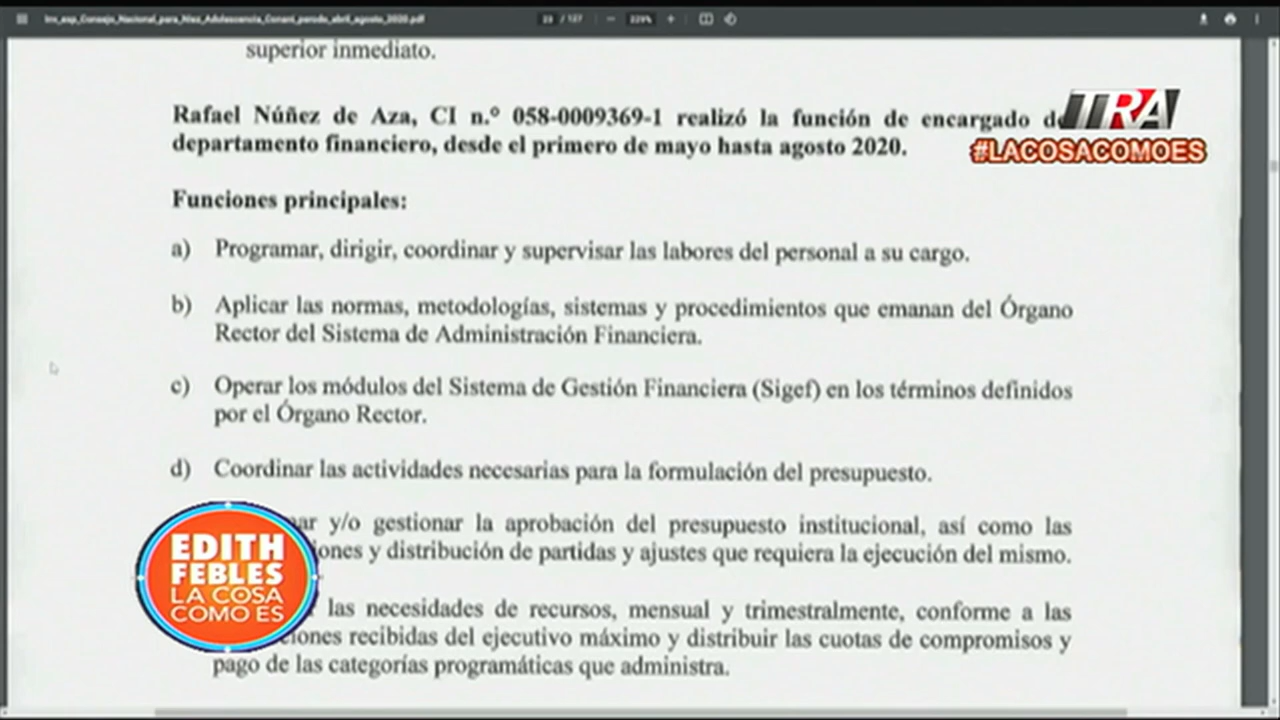 Inv_esp_Consejo_Nacional_para_Niez_Adolescencia_Conani_periodo_abril_agosto_2020.pdf
23 / 137
superior inmediato.
Rafael Núñez de Aza, CI n.° 058-0009369-1 realizó la función de encargado
departamento financiero, desde el primero de mayo hasta agosto 2020.
TRA
#LACOSACOMOES
Funciones principales:
a) Programar, dirigir, coordinar y supervisar las labores del personal a su cargo.
b) Aplicar las normas, metodologías, sistemas y procedimientos que emanan del Órgano
Rector del Sistema de Administración Financiera.
c) Operar los módulos del Sistema de Gestión Financiera (Sigef) en los términos definidos
por el Órgano Rector.
d) Coordinar las actividades necesarias para la formulación del presupuesto.
y/o gestionar la aprobación del presupuesto institucional, así como las
y distribución de partidas y ajustes que requiera la ejecución del mismo.
las necesidades de recursos, mensual y trimestralmente, conforme a las
recibidas del ejecutivo máximo y distribuir las cuotas de compromisos y
pago de las categorías programáticas que administra.
EDITH
FEBLES
LA COSA
COMO ES